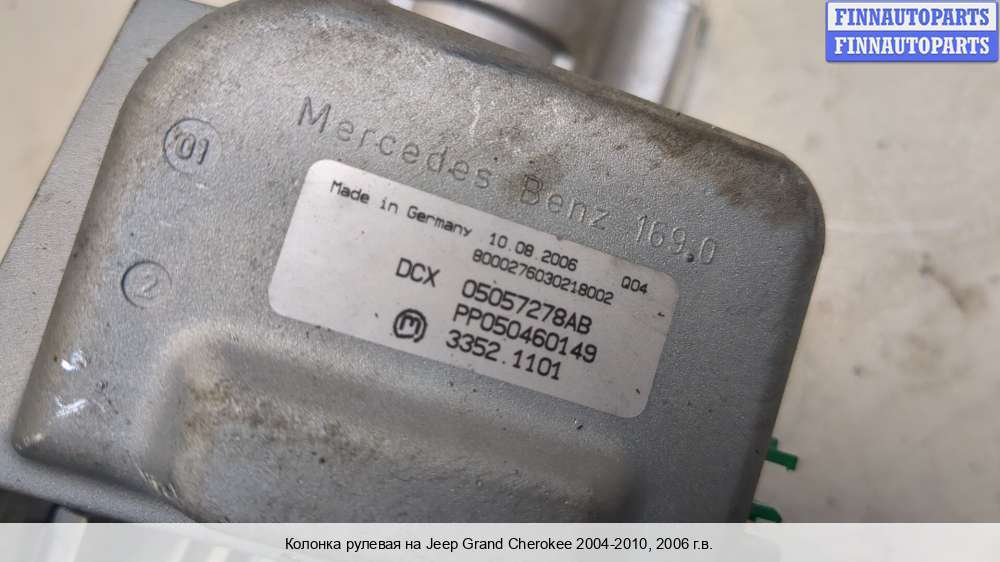 FINNAUTOPARTS
FINNAUTOPARTS
Mercedes Benz 169.0
01
2
Made in Germany 10.08.2006 Q04
8000276030218002
DCX 05057278AB
PP050460149
M 3352.1101
Колонка рулевая на Jeep Grand Cherokee 2004-2010, 2006 г.в.